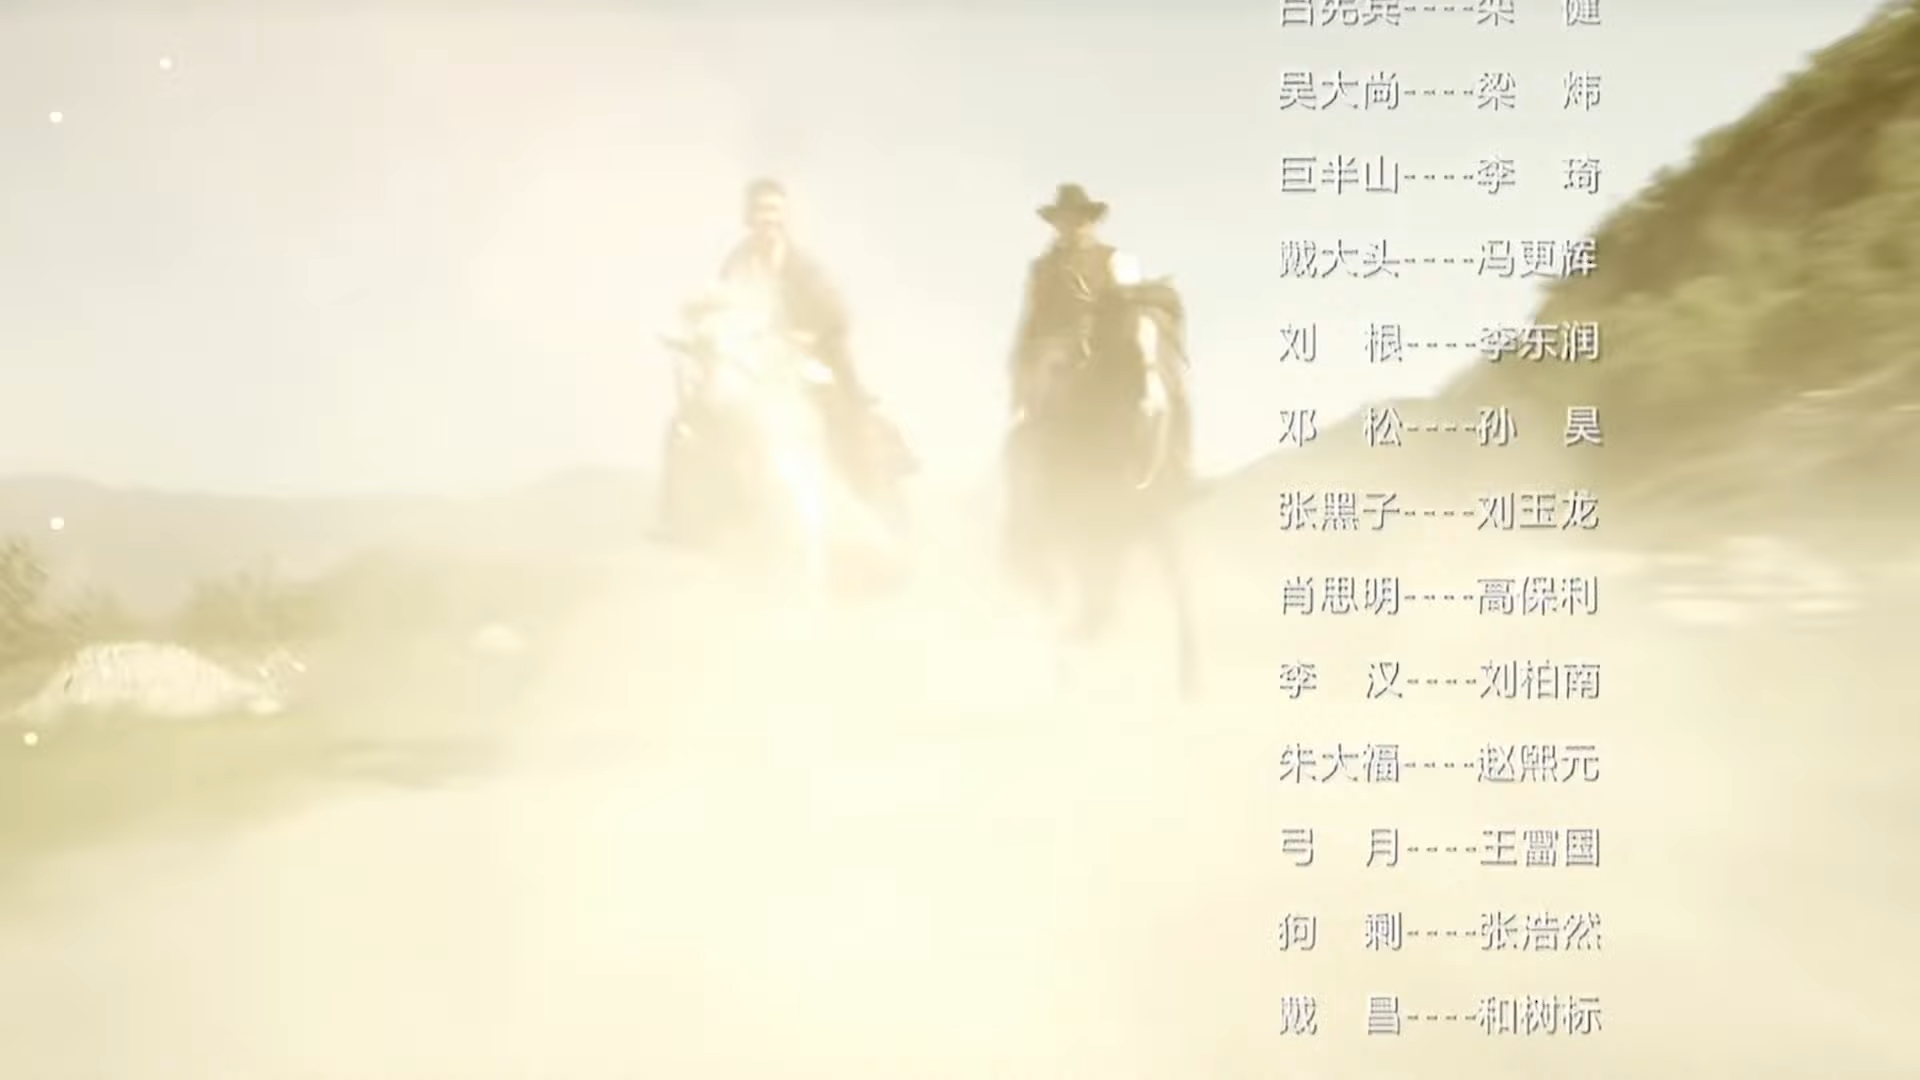 吴大尚----梁　炜
巨半山----李　琦
戴大头----冯更辉
刘　根----李东润
邓　松----孙　昊
张黑子----刘玉龙
肖思明----高保利
李　汉----刘柏南
朱大福----赵熙元
弓　月----王富国
狗　剩----张浩然
戴　昌----和树标